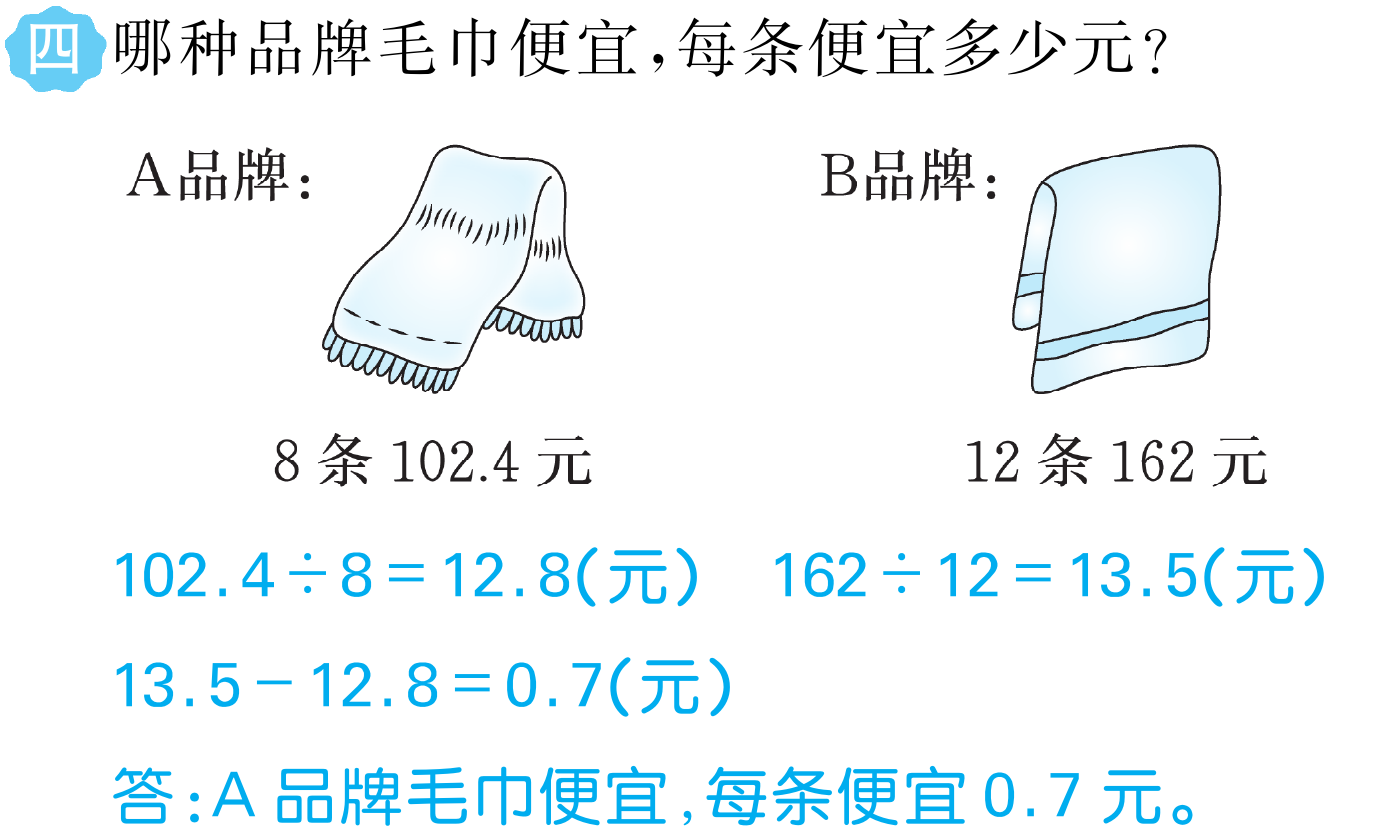 四 哪种品牌毛巾便宜,每条便宜多少元?
A品牌: B品牌:
8 条 102.4 元 12 条 162 元
102.4÷8=12.8(元) 162÷12=13.5(元)
13.5-12.8=0.7(元)
答:A 品牌毛巾便宜,每条便宜 0.7 元。